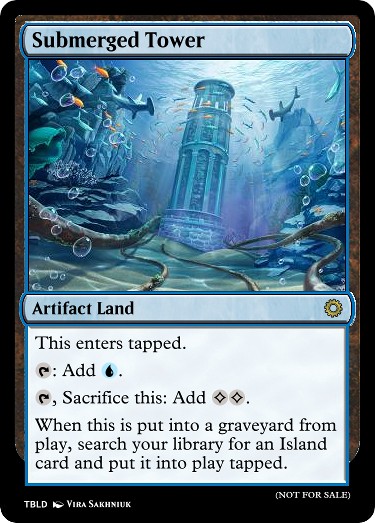 Submerged Tower
Artifact Land
This enters tapped.
: Add .
, Sacrifice this: Add .
When this is put into a graveyard from
play, search your library for an Island
card and put it into play tapped.
TBLD Vira Sakhniuk
(NOT FOR SALE)